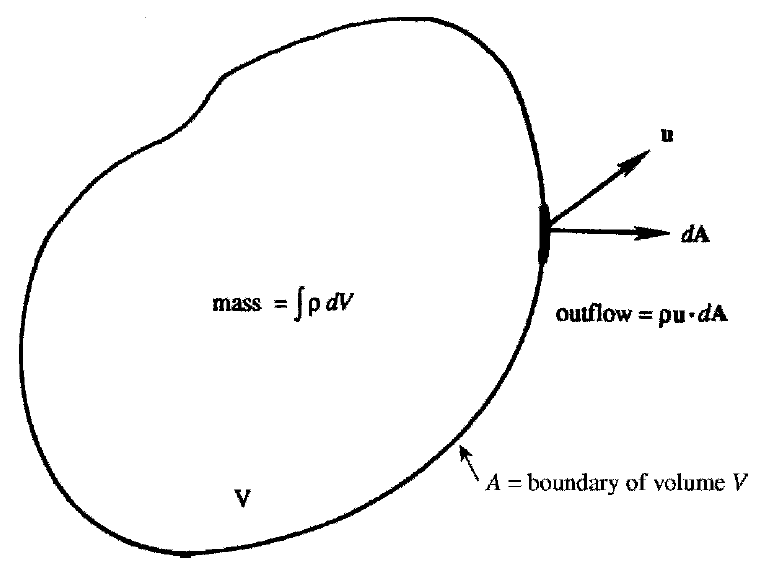 u
dA
mass = ∫ρ dV
outflow = ρu·dA
A = boundary of volume V
V